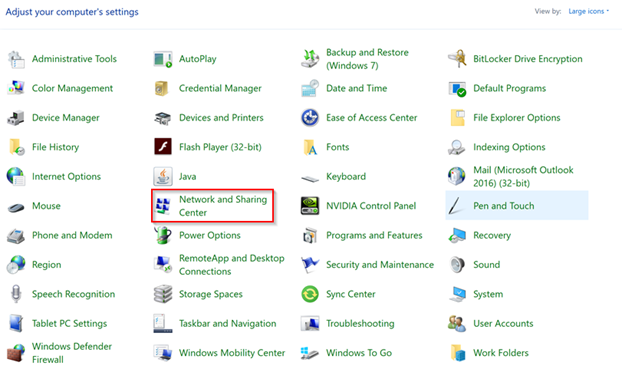 Adjust your computer's settings
View by: Large icons
Administrative Tools
AutoPlay
Backup and Restore
(Windows 7)
BitLocker Drive Encryption
Color Management
Credential Manager
Date and Time
Default Programs
Device Manager
Devices and Printers
Ease of Access Center
File Explorer Options
File History
Flash Player (32-bit)
Fonts
Indexing Options
Internet Options
Java
Keyboard
Mail (Microsoft Outlook
2016) (32-bit)
Mouse
Network and Sharing
Center
NVIDIA Control Panel
Pen and Touch
Phone and Modem
Power Options
Programs and Features
Recovery
Region
RemoteApp and Desktop
Connections
Security and Maintenance
Sound
Speech Recognition
Storage Spaces
Sync Center
System
Tablet PC Settings
Taskbar and Navigation
Troubleshooting
User Accounts
Windows Defender
Firewall
Windows Mobility Center
Windows To Go
Work Folders